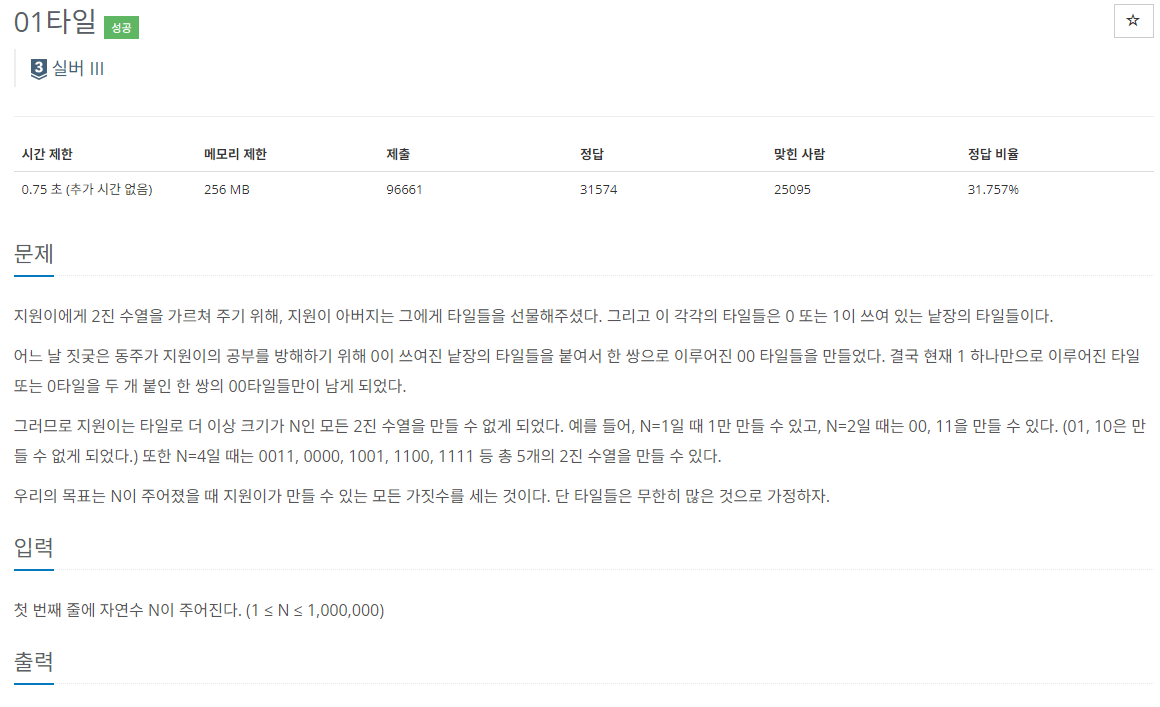 01타일 성공
3 실버 III
시간 제한 메모리 제한 제출 정답 맞힌 사람 정답 비율
0.75 초 (추가 시간 없음) 256 MB 96661 31574 25095 31.757%
문제
지원이에게 2진 수열을 가르쳐 주기 위해, 지원이 아버지는 그에게 타일들을 선물해주셨다. 그리고 이 각각의 타일들은 0 또는 1이 쓰여 있는 낱장의 타일들이다.
어느 날 짓궂은 동주가 지원이의 공부를 방해하기 위해 0이 쓰여진 낱장의 타일들을 붙여서 한 쌍으로 이루어진 00 타일들을 만들었다. 결국 현재 1 하나만으로 이루어진 타일
또는 0타일을 두 개 붙인 한 쌍의 00타일들만이 남게 되었다.
그러므로 지원이는 타일로 더 이상 크기가 N인 모든 2진 수열을 만들 수 없게 되었다. 예를 들어, N=1일 때 1만 만들 수 있고, N=2일 때는 00, 11을 만들 수 있다. (01, 10은 만
들 수 없게 되었다.) 또한 N=4일 때는 0011, 0000, 1001, 1100, 1111 등 총 5개의 2진 수열을 만들 수 있다.
우리의 목표는 N이 주어졌을 때 지원이가 만들 수 있는 모든 가짓수를 세는 것이다. 단 타일들은 무한히 많은 것으로 가정하자.
입력
첫 번째 줄에 자연수 N이 주어진다. (1 ≤ N ≤ 1,000,000)
출력